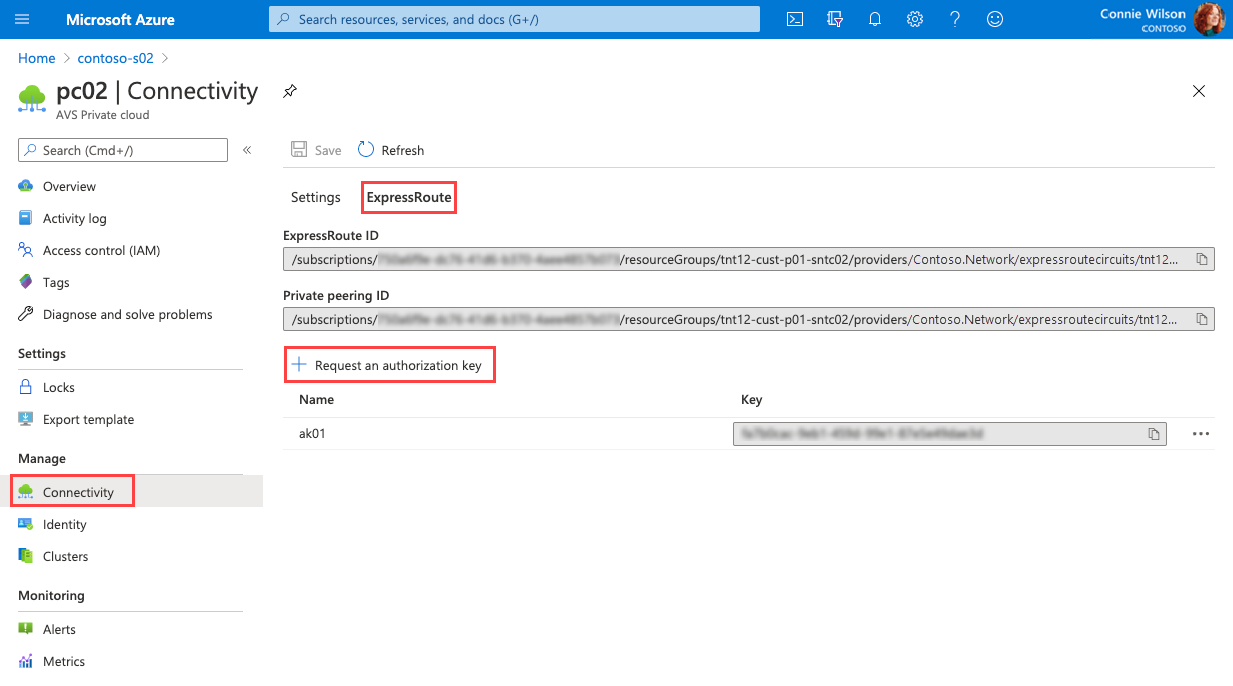 Microsoft Azure
Search resources, services, and docs (G+/)
Connie Wilson
CONTOSO
Home > contoso-s02 >
pc02 | Connectivity
AVS Private cloud
Search (Cmd+/)
«
Overview
Activity log
Access control (IAM)
Tags
Diagnose and solve problems
Settings
Locks
Export template
Manage
Connectivity
Identity
Clusters
Monitoring
Alerts
Metrics
Save
Refresh
Settings
ExpressRoute
ExpressRoute ID
/subscriptions/
/resourceGroups/tnt12-cust-p01-sntc02/providers/Contoso.Network/expressroutecircuits/tnt12...
Private peering ID
/subscriptions/
/resourceGroups/tnt12-cust-p01-sntc02/providers/Contoso.Network/expressroutecircuits/tnt12...
Request an authorization key
Name
Key
ak01